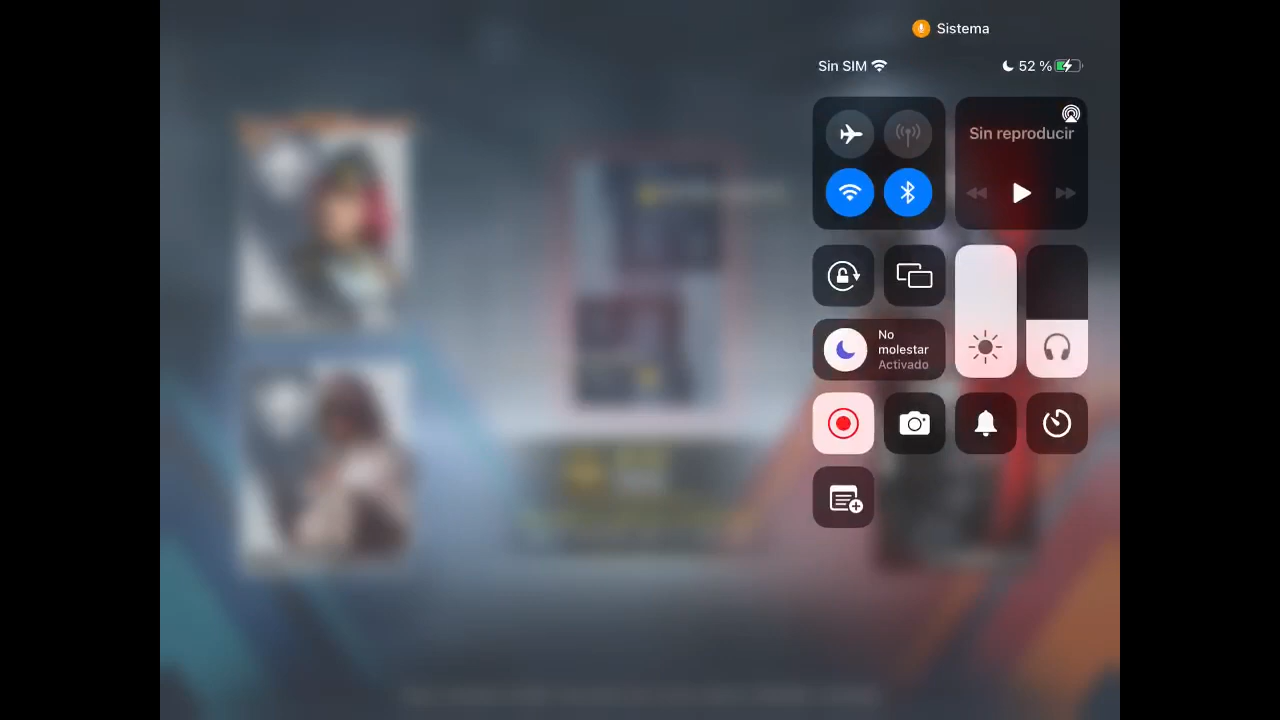 Sistema
Sin SIM
52 %
Sin reproducir
No
molestar
Activado